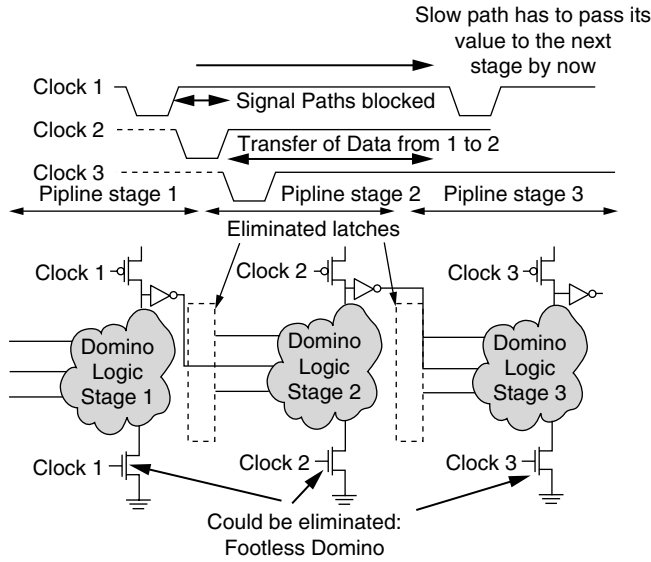 Slow path has to pass its
value to the next
stage by now
Clock 1
Signal Paths blocked
Clock 2
Transfer of Data from 1 to 2
Clock 3
Pipline stage 1
Pipline stage 2
Pipline stage 3
Eliminated latches
Clock 1
Clock 2
Clock 3
Domino
Logic
Stage 1
Domino
Logic
Stage 2
Domino
Logic
Stage 3
Clock 1
Clock 2
Clock 3
Could be eliminated:
Footless Domino